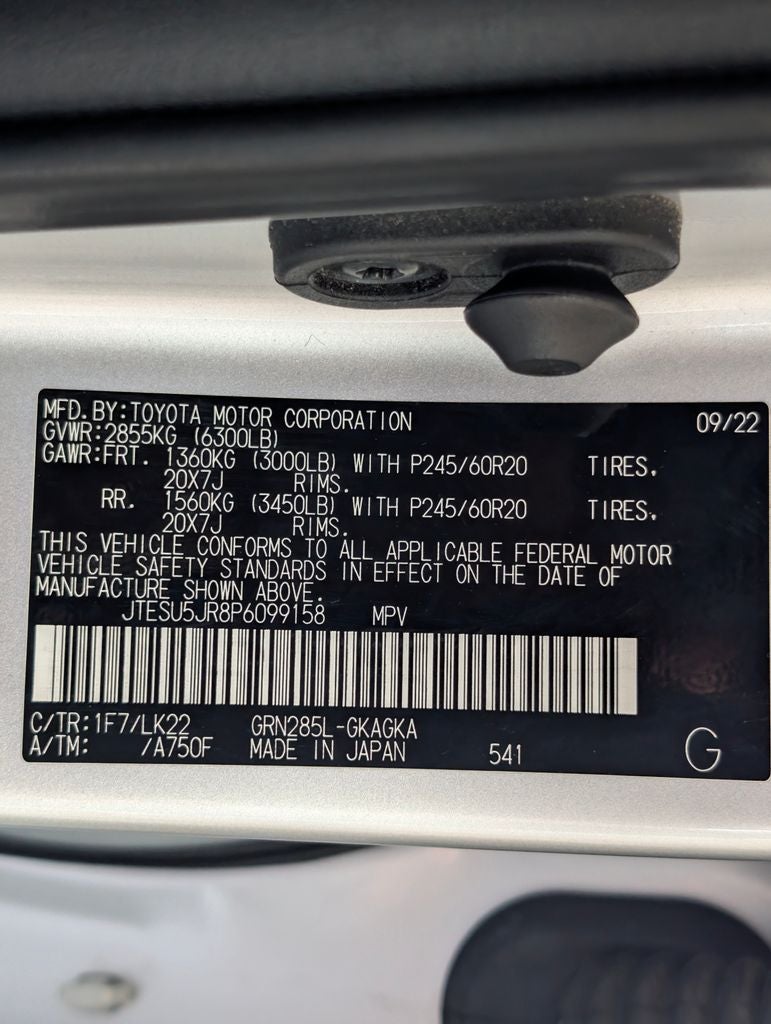 MFD.BY:TOYOTA MOTOR CORPORATION 09/22
GVWR:2855KG (6300LB)
GAWR:FRT. 1360KG (3000LB) WITH P245/60R20 TIRES,
20X7J RIMS.
RR. 1560KG (3450LB) WITH P245/60R20 TIRES,
20X7J RIMS.
THIS VEHICLE CONFORMS TO ALL APPLICABLE FEDERAL MOTOR
VEHICLE SAFETY STANDARDS IN EFFECT ON THE DATE OF
MANUFACTURE SHOWN ABOVE.
JTESU5JR8P6099158 MPV
C/TR:1F7/LK22 GRN285L-GKAGKA
A/TM: /A750F MADE IN JAPAN 541 G